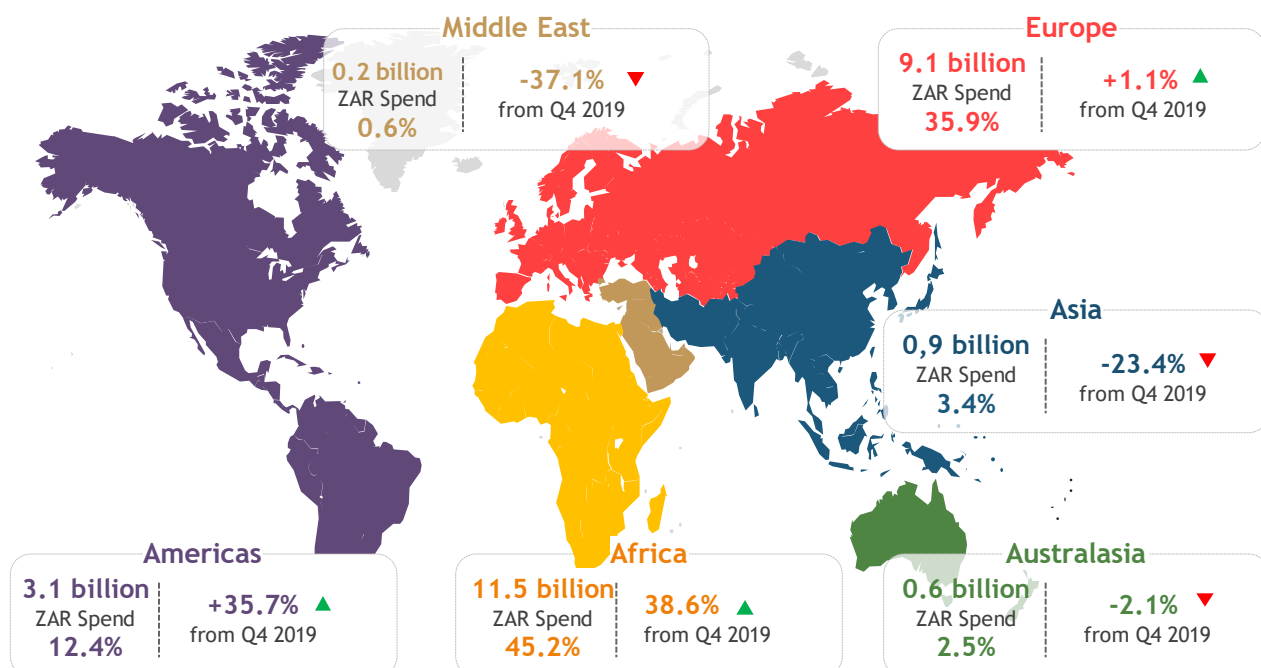 Middle East
0.2 billion
ZAR Spend
0.6%
-37.1%
from Q4 2019
Europe
9.1 billion
ZAR Spend
35.9%
+1.1%
from Q4 2019
Asia
0,9 billion
ZAR Spend
3.4%
-23.4%
from Q4 2019
Americas
3.1 billion
ZAR Spend
12.4%
+35.7%
from Q4 2019
Africa
11.5 billion
ZAR Spend
45.2%
38.6%
from Q4 2019
Australasia
0.6 billion
ZAR Spend
2.5%
-2.1%
from Q4 2019